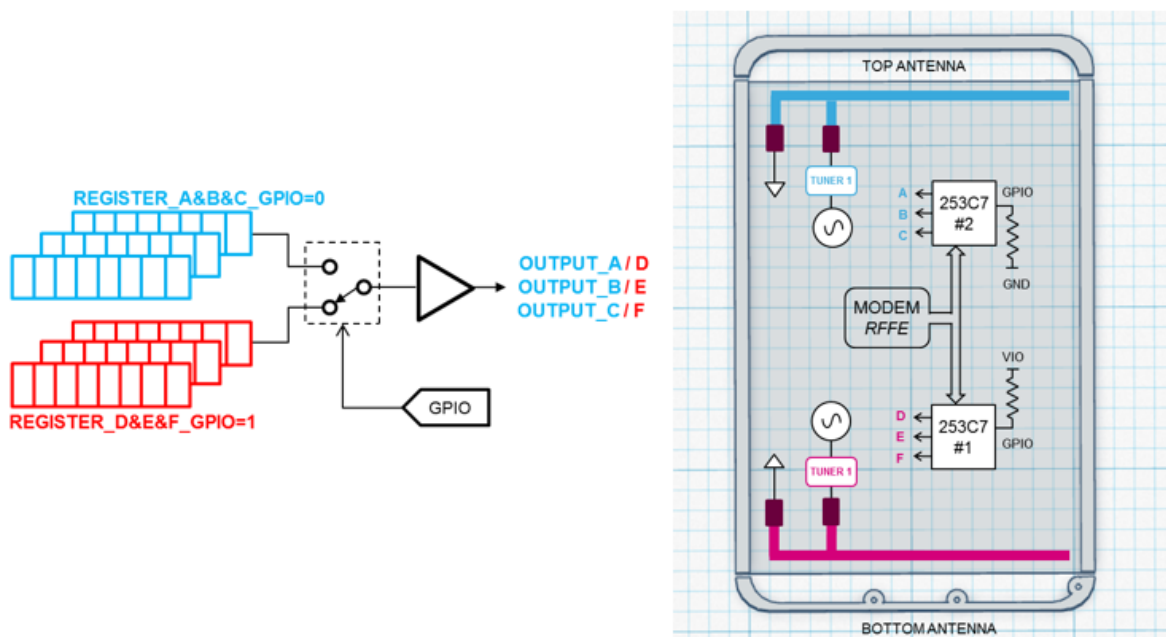 REGISTER_A&B&C_GPIO=0
OUTPUT_A / D
OUTPUT_B / E
OUTPUT_C / F
REGISTER_D&E&F_GPIO=1
GPIO
TOP ANTENNA
TUNER 1
A
B
C
253C7
#2
GPIO
GND
MODEM
RFFE
VIO
D
E
F
253C7
#1
GPIO
TUNER 1
BOTTOM ANTENNA